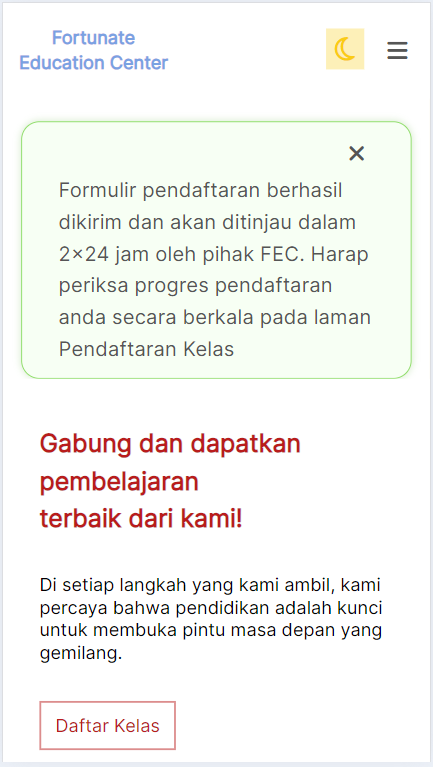 Fortunate
Education Center
Formulir pendaftaran berhasil
dikirim dan akan ditinjau dalam
2×24 jam oleh pihak FEC. Harap
periksa progres pendaftaran
anda secara berkala pada laman
Pendaftaran Kelas
Gabung dan dapatkan
pembelajaran
terbaik dari kami!
Di setiap langkah yang kami ambil, kami
percaya bahwa pendidikan adalah kunci
untuk membuka pintu masa depan yang
gemilang.
Daftar Kelas